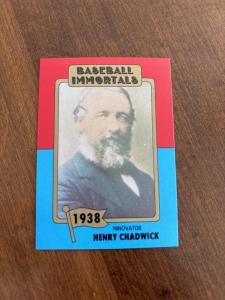 BASEBALL
IMMORTALS
1938
INNOVATOR
HENRY CHADWICK